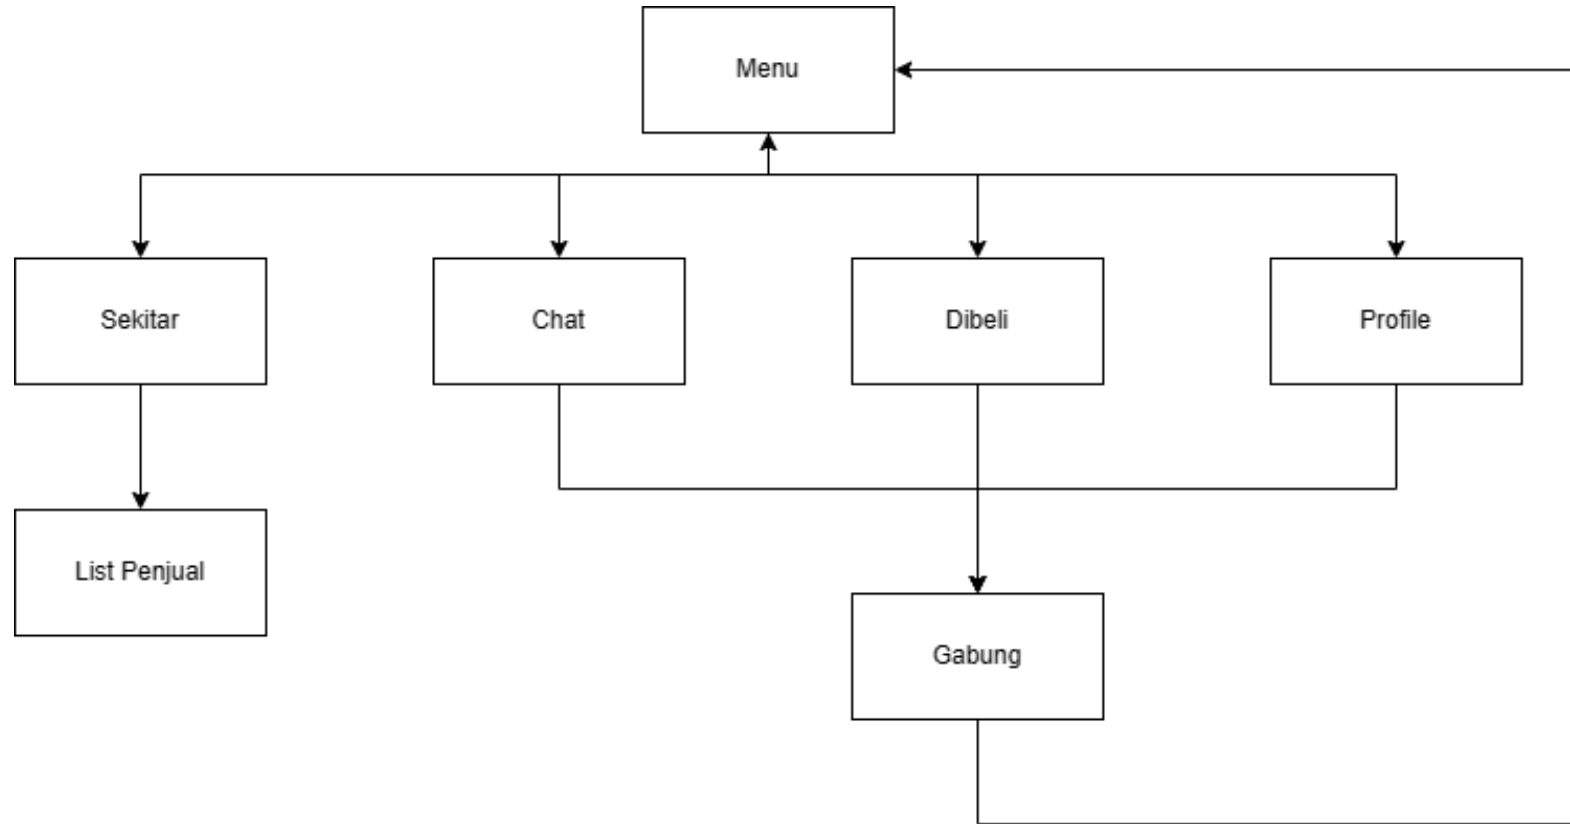 Menu
Sekitar
Chat
Dibeli
Profile
List Penjual
Gabung